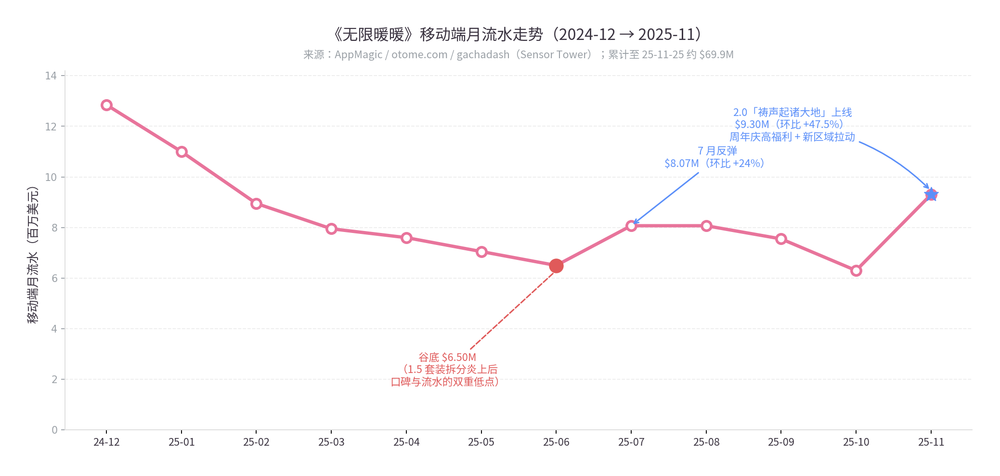 《无限暖暖》移动端月流水走势（2024-12 → 2025-11）
来源：AppMagic / otome.com / gachadash（Sensor Tower）；累计至 25-11-25 约 $69.9M
移动端月流水（百万美元）
14
12
10
8
6
4
2
0
2.0「祷声起诸大地」上线
$9.30M（环比 +47.5%）
周年庆高福利 + 新区域拉动
7 月反弹
$8.07M（环比 +24%）
谷底 $6.50M
（1.5 套装拆分炎上后
口碑与流水的双重低点）
24-12 25-01 25-02 25-03 25-04 25-05 25-06 25-07 25-08 25-09 25-10 25-11